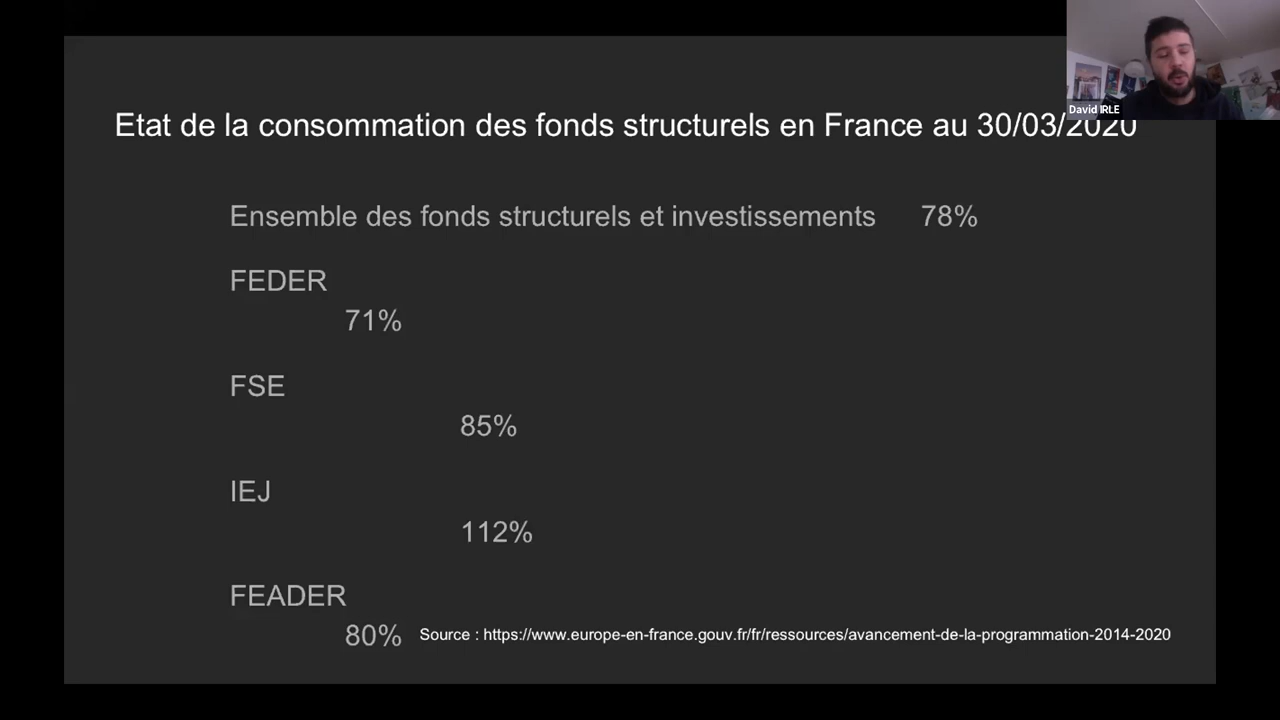 David IRLE
Etat de la consommation des fonds structurels en France au 30/03/2020
Ensemble des fonds structurels et investissements 78%
FEDER
71%
FSE
85%
IEJ
112%
FEADER
80%
Source : https://www.europe-en-france.gouv.fr/fr/ressources/avancement-de-la-programmation-2014-2020